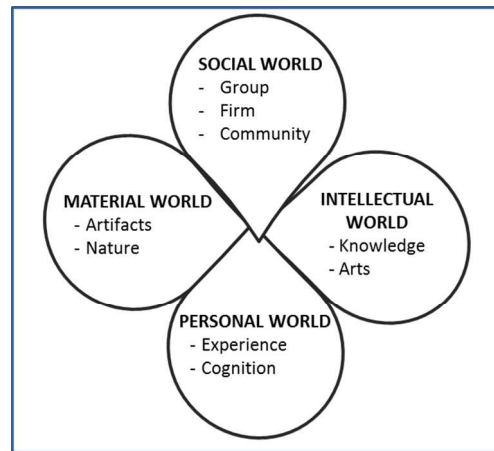 SOCIAL WORLD
- Group
- Firm
- Community
MATERIAL WORLD
- Artifacts
- Nature
INTELLECTUAL
WORLD
- Knowledge
- Arts
PERSONAL WORLD
- Experience
- Cognition